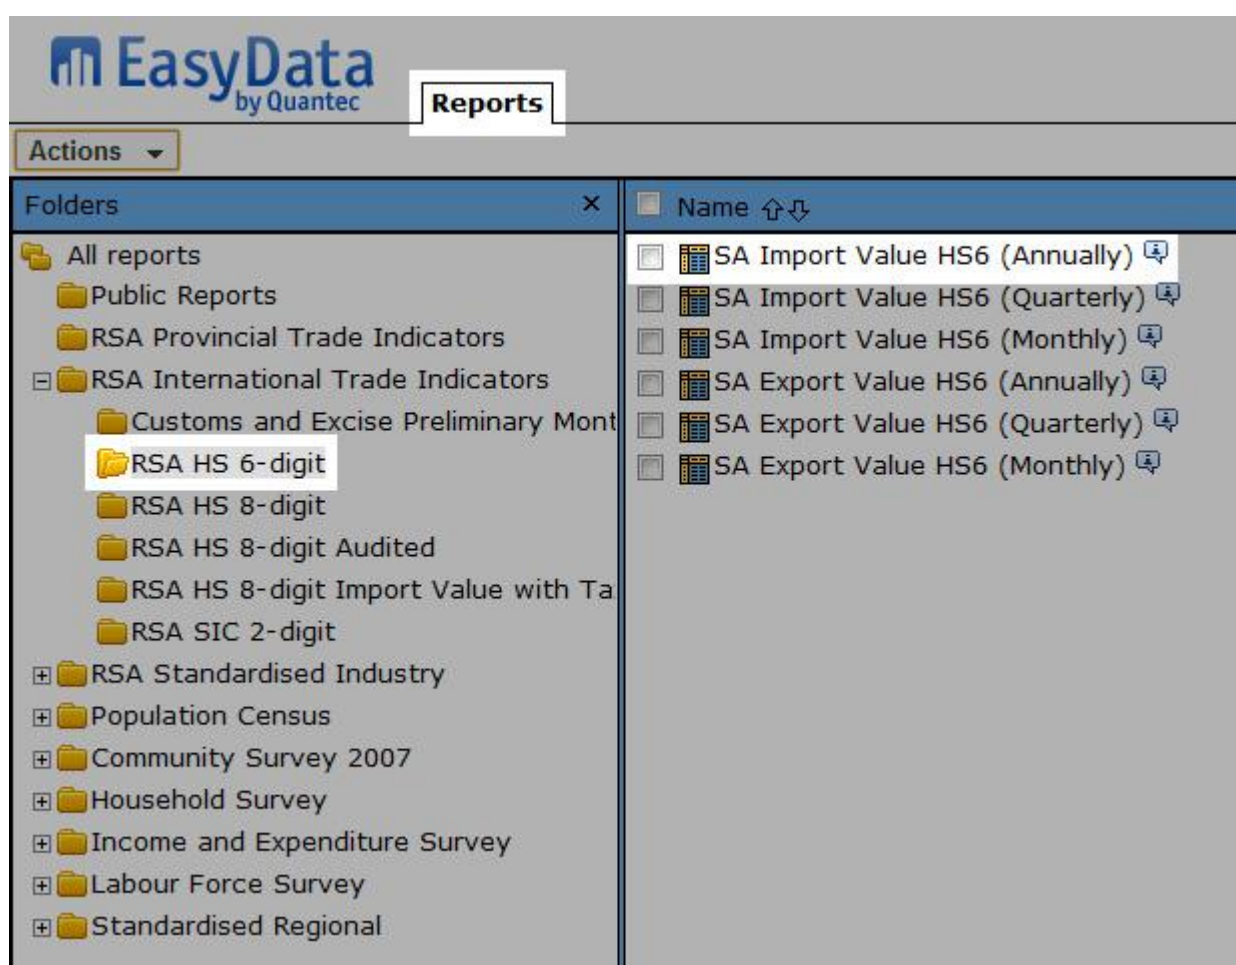 EasyData
by Quantec
Reports
Actions
Folders
All reports
Public Reports
RSA Provincial Trade Indicators
RSA International Trade Indicators
Customs and Excise Preliminary Mont
RSA HS 6-digit
RSA HS 8-digit
RSA HS 8-digit Audited
RSA HS 8-digit Import Value with Ta
RSA SIC 2-digit
RSA Standardised Industry
Population Census
Community Survey 2007
Household Survey
Income and Expenditure Survey
Labour Force Survey
Standardised Regional
Name
SA Import Value HS6 (Annually)
SA Import Value HS6 (Quarterly)
SA Import Value HS6 (Monthly)
SA Export Value HS6 (Annually)
SA Export Value HS6 (Quarterly)
SA Export Value HS6 (Monthly)